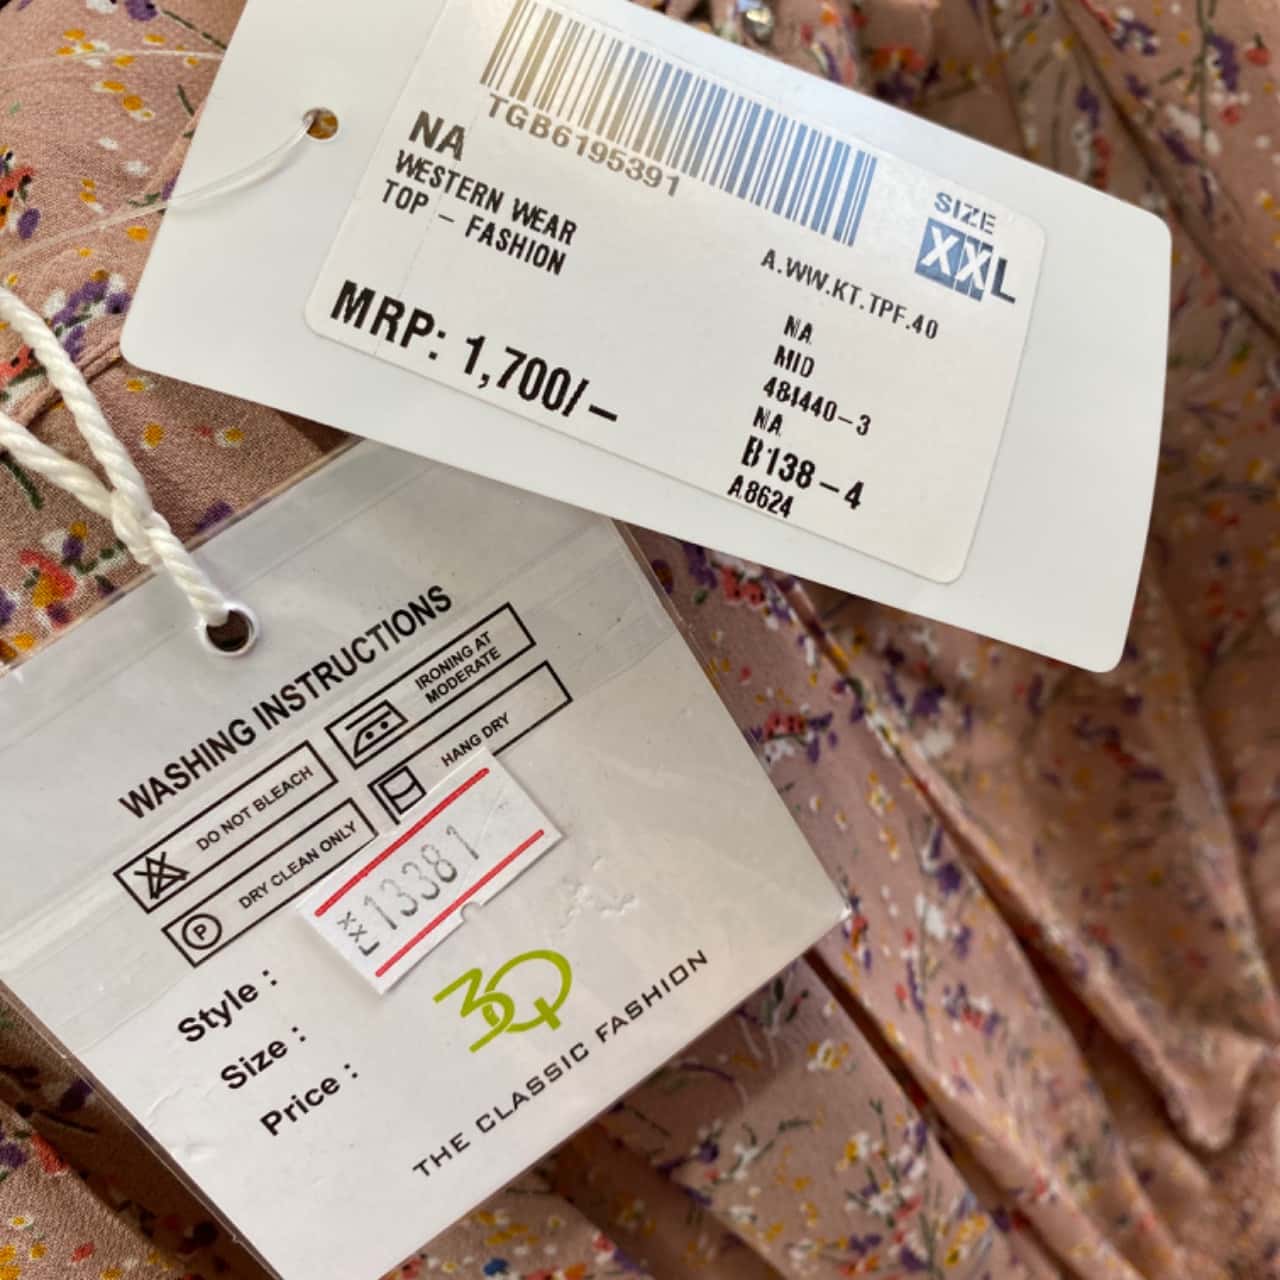 TGB6195391
NA
WESTERN WEAR
TOP - FASHION
MRP: 1,700/-
SIZE
XXL
A.WW.KT.TPF.40
NA
MID
484440-3
NA
B138-4
A8624
WASHING INSTRUCTIONS
DO NOT BLEACH
IRONING AT
MODERATE
P
DRY CLEAN ONLY
HANG DRY
XXL
13381
Style :
Size :
Price :
THE CLASSIC FASHION